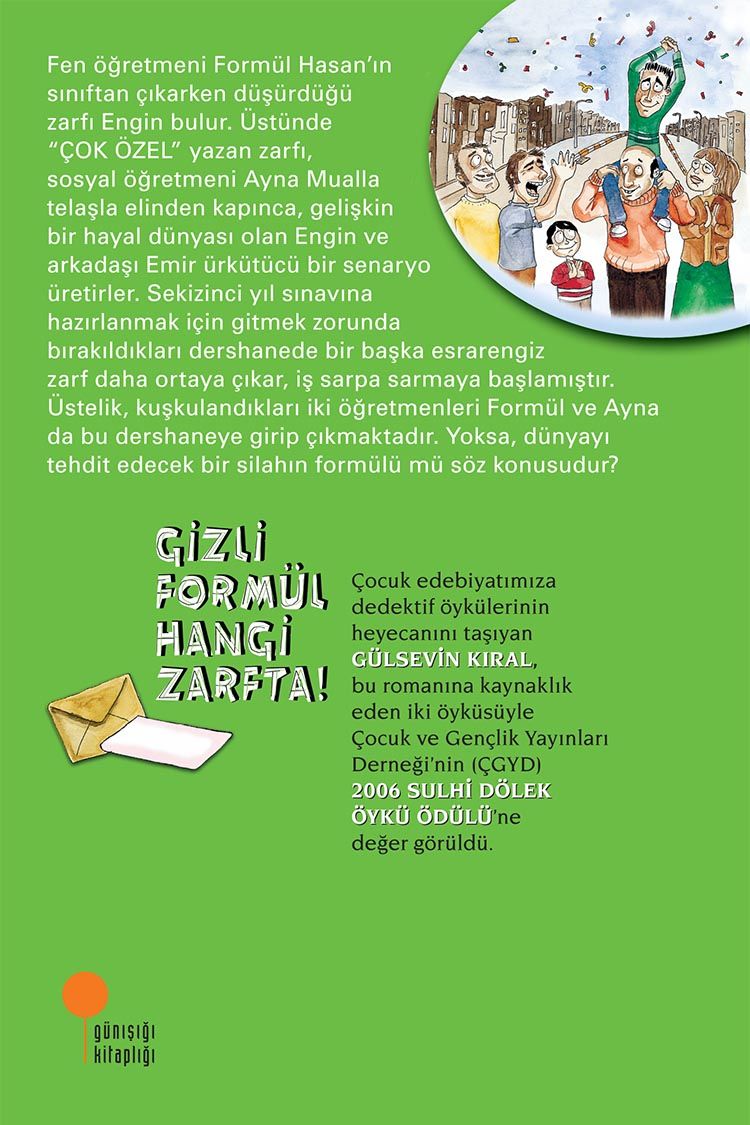 Fen öğretmeni Formül Hasan’ın
sınıftan çıkarken düşürdüğü
zarfı Engin bulur. Üstünde
“ÇOK ÖZEL” yazan zarfı,
sosyal öğretmeni Ayna Mualla
telaşla elinden kapınca, gelişkin
bir hayal dünyası olan Engin ve
arkadaşı Emir ürkütücü bir senaryo
üretirler. Sekizinci yıl sınavına
hazırlanmak için gitmek zorunda
bırakıldıkları dershanede bir başka esrarengiz
zarf daha ortaya çıkar, iş sarpa sarmaya başlamıştır.
Üstelik, kuşkulandıkları iki öğretmenleri Formül ve Ayna
da bu dershaneye girip çıkmaktadır. Yoksa, dünyayı
tehdit edecek bir silahın formülü mü söz konusudur?
GİZLİ
FORMÜL
HANGİ
ZARFTA!
Çocuk edebiyatımıza
dedektif öykülerinin
heyecanını taşıyan
GÜLSEVİN KIRAL,
bu romanına kaynaklık
eden iki öyküsüyle
Çocuk ve Gençlik Yayınları
Derneği’nin (ÇGYD)
2006 SULHİ DÖLEK
ÖYKÜ ÖDÜLÜ’ne
değer görüldü.
günışığı
kitaplığı